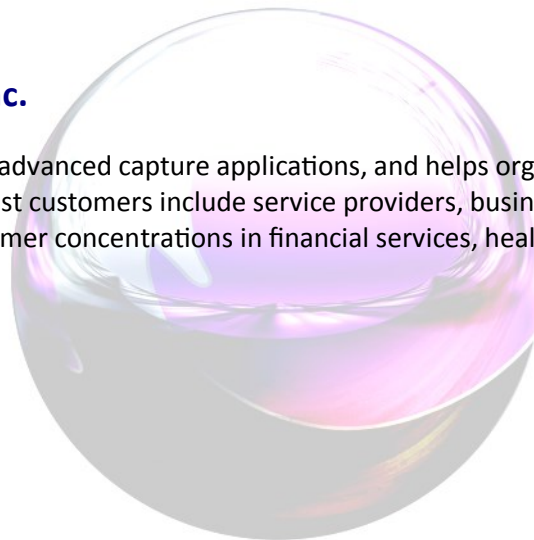 c.
advanced capture applications, and helps org
st customers include service providers, busin
mer concentrations in financial services, heal